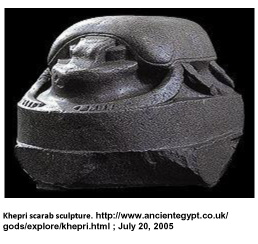 Khepri scarab sculpture. http://www.ancientegypt.co.uk/
gods/explore/khepri.html ; July 20, 2005